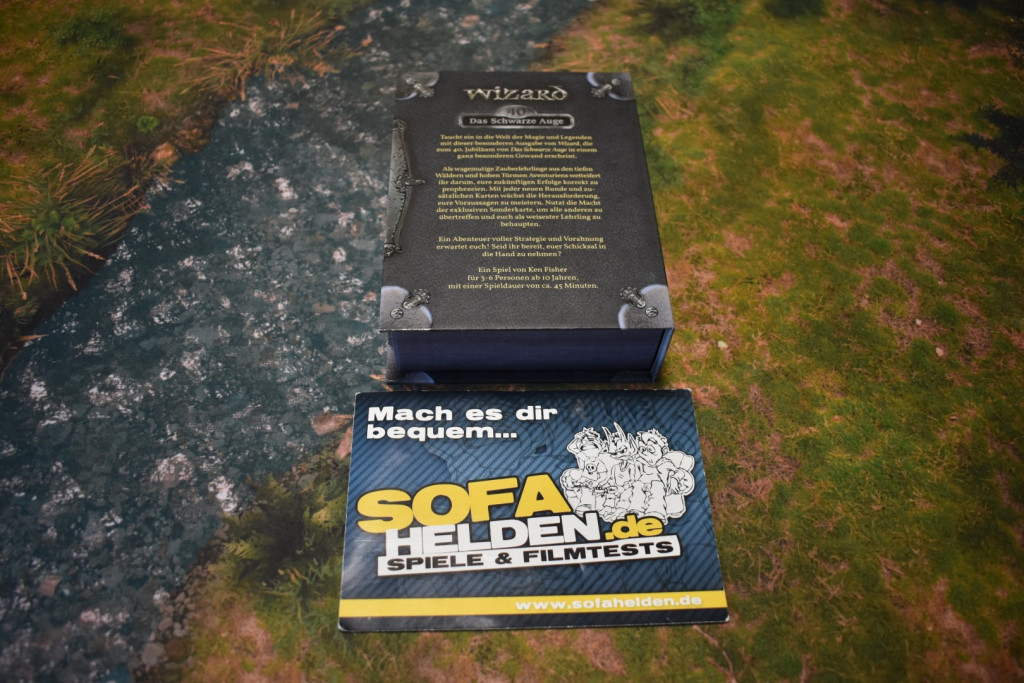 Wizard
40
Das Schwarze Auge
Taucht ein in die Welt der Magie und Legenden
mit dieser besonderen Ausgabe von Wizard, die
zum 40. Jubiläum von Das Schwarze Auge in einem
ganz besonderen Gewand erscheint.
Als wagemutige Zauberlehrlinge aus den tiefen
Wäldern und hohen Türmen Aventuriens wetteifert
ihr darum, eure zukünftigen Erfolge korrekt zu
prophezeien. Mit jeder neuen Runde und zu-
sätzlichen Karten wächst die Herausforderung,
eure Voraussagen zu meistern. Nutzt die Macht
der exklusiven Sonderkarte, um alle anderen zu
übertreffen und euch als weisester Lehrling zu
behaupten.
Ein Abenteuer voller Strategie und Vorahnung
erwartet euch! Seid ihr bereit, euer Schicksal in
die Hand zu nehmen?
Ein Spiel von Ken Fisher
für 3-6 Personen ab 10 Jahren,
mit einer Spieldauer von ca. 45 Minuten.
Mach es dir
bequem...
SOFA
HELDEN.de
SPIELE & FILMTESTS
www.sofahelden.de